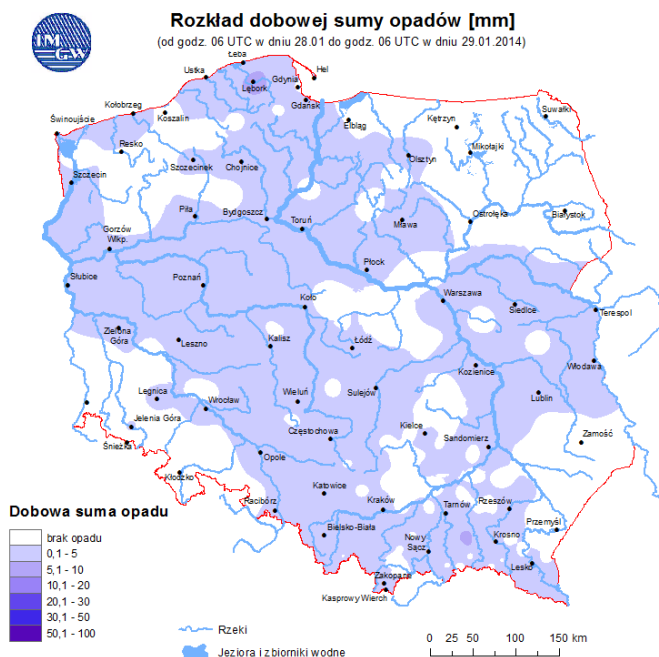 IM
GW
Rozkład dobowej sumy opadów [mm]
(od godz. 06 UTC w dniu 28.01 do godz. 06 UTC w dniu 29.01.2014)
Łeba
Hel
Ustka
Gdynia
Lębork
Kołobrzeg
Gdańsk
Suwałki
Koszalin
Świnoujście
Elbląg
Kętrzyn
Resko
Mikołajki
Olsztyn
Szczecinek
Chojnice
Szczecin
Piła
Bydgoszcz
Toruń
Mława
Ostrołęka
Białystok
Gorzów
Wlkp.
Płock
Słubice
Poznań
Koło
Warszawa
Siedlce
Terespol
Zielona
Góra
Leszno
Kalisz
Łódź
Kozienice
Włodawa
Legnica
Wrocław
Wieluń
Sulejów
Lublin
Jelenia Góra
Częstochowa
Kielce
Sandomierz
Zamość
Śnieżka
Opole
Kłodzko
Katowice
Racibórz
Kraków
Tarnów
Rzeszów
Bielsko-Biała
Przemyśl
Nowy
Sącz
Krosno
Lesko
Zakopane
Kasprowy Wierch
Dobowa suma opadu
brak opadu
0,1 - 5
5,1 - 10
10,1 - 20
20,1 - 30
30,1 - 50
50,1 - 100
Rzeki
Jeziora i zbiorniki wodne
0 25 50 100 150 km